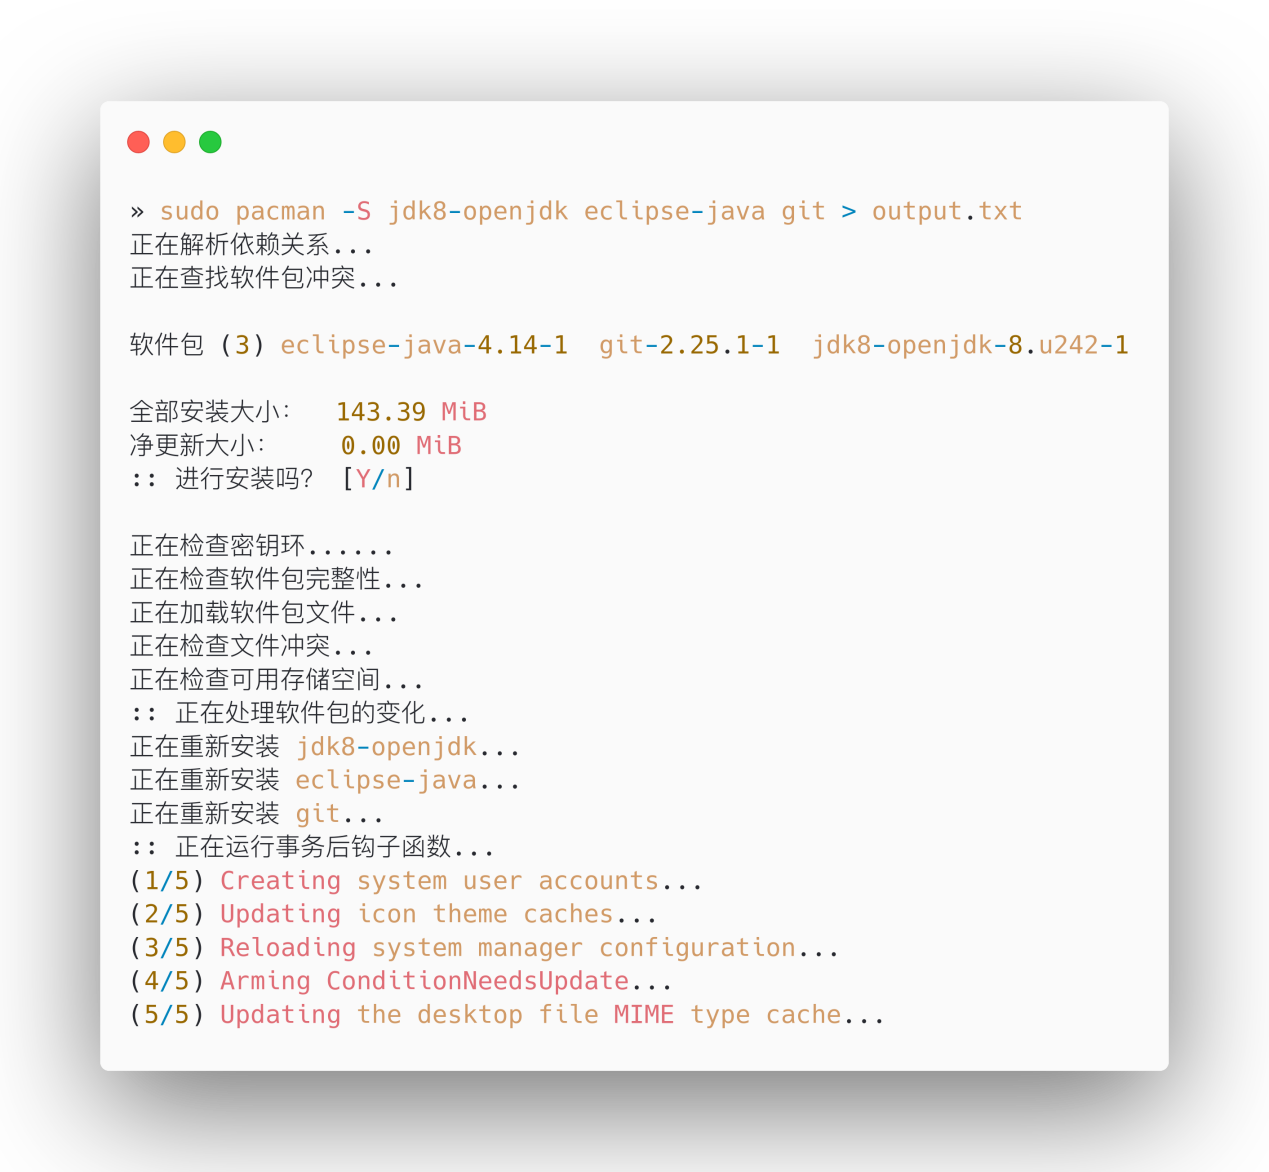 » sudo pacman -S jdk8-openjdk eclipse-java git > output.txt
正在解析依赖关系...
正在查找软件包冲突...
软件包 (3) eclipse-java-4.14-1  git-2.25.1-1  jdk8-openjdk-8.u242-1
全部安装大小：  143.39 MiB
净更新大小：    0.00 MiB
:: 进行安装吗？ [Y/n]
正在检查密钥环......
正在检查软件包完整性...
正在加载软件包文件...
正在检查文件冲突...
正在检查可用存储空间...
:: 正在处理软件包的变化...
正在重新安装 jdk8-openjdk...
正在重新安装 eclipse-java...
正在重新安装 git...
:: 正在运行事务后钩子函数...
(1/5) Creating system user accounts...
(2/5) Updating icon theme caches...
(3/5) Reloading system manager configuration...
(4/5) Arming ConditionNeedsUpdate...
(5/5) Updating the desktop file MIME type cache...